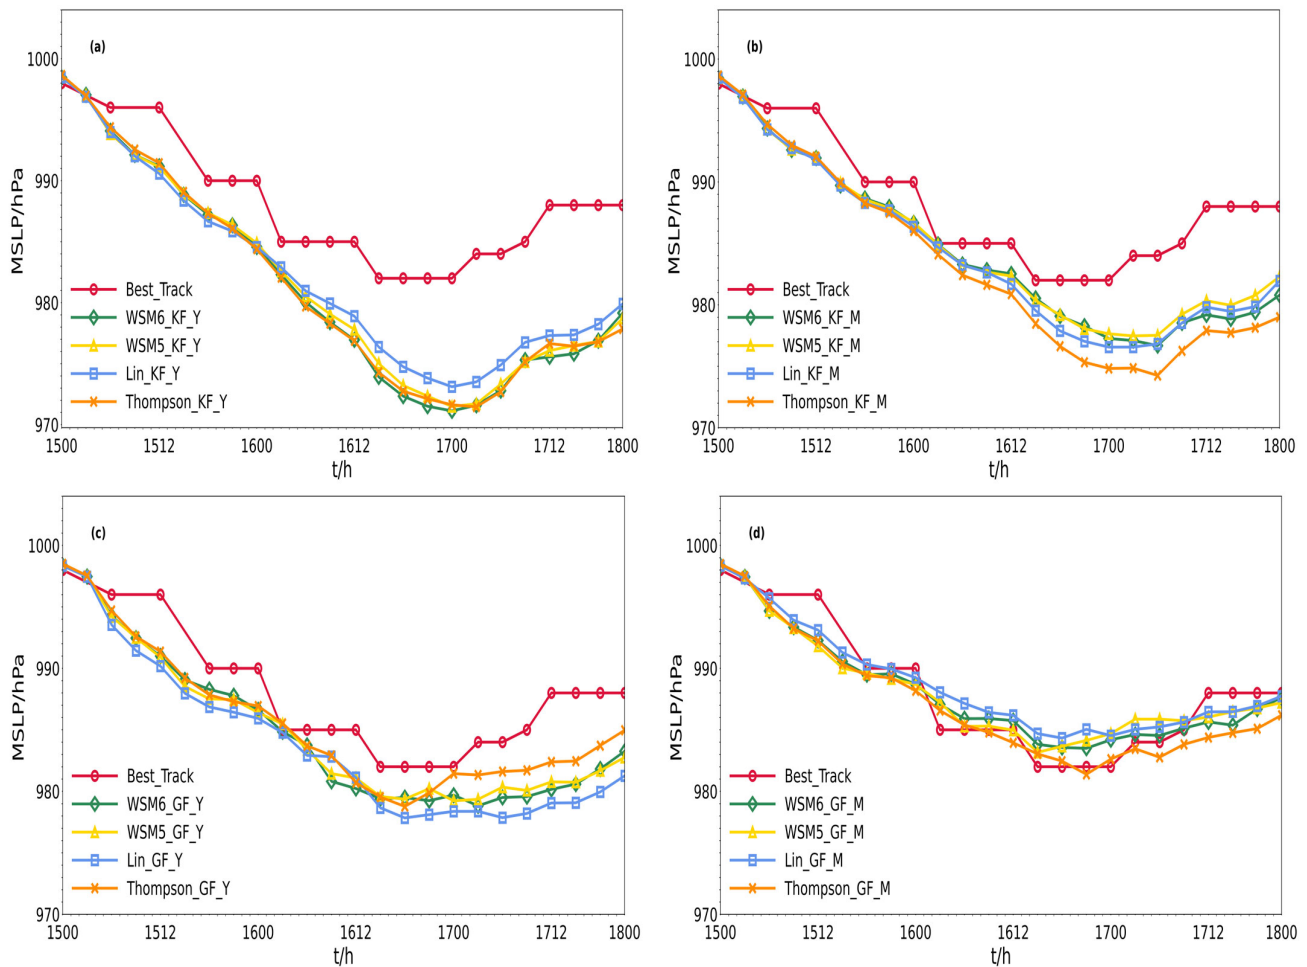 (a)
MSLP/hPa
1000
990
980
970
Best_Track
WSM6_KF_Y
WSM5_KF_Y
Lin_KF_Y
Thompson_KF_Y
1500 1512 1600 1612 1700 1712 1800
t/h
(b)
MSLP/hPa
1000
990
980
970
Best_Track
WSM6_KF_M
WSM5_KF_M
Lin_KF_M
Thompson_KF_M
1500 1512 1600 1612 1700 1712 1800
t/h
(c)
MSLP/hPa
1000
990
980
970
Best_Track
WSM6_GF_Y
WSM5_GF_Y
Lin_GF_Y
Thompson_GF_Y
1500 1512 1600 1612 1700 1712 1800
t/h
(d)
MSLP/hPa
1000
990
980
970
Best_Track
WSM6_GF_M
WSM5_GF_M
Lin_GF_M
Thompson_GF_M
1500 1512 1600 1612 1700 1712 1800
t/h